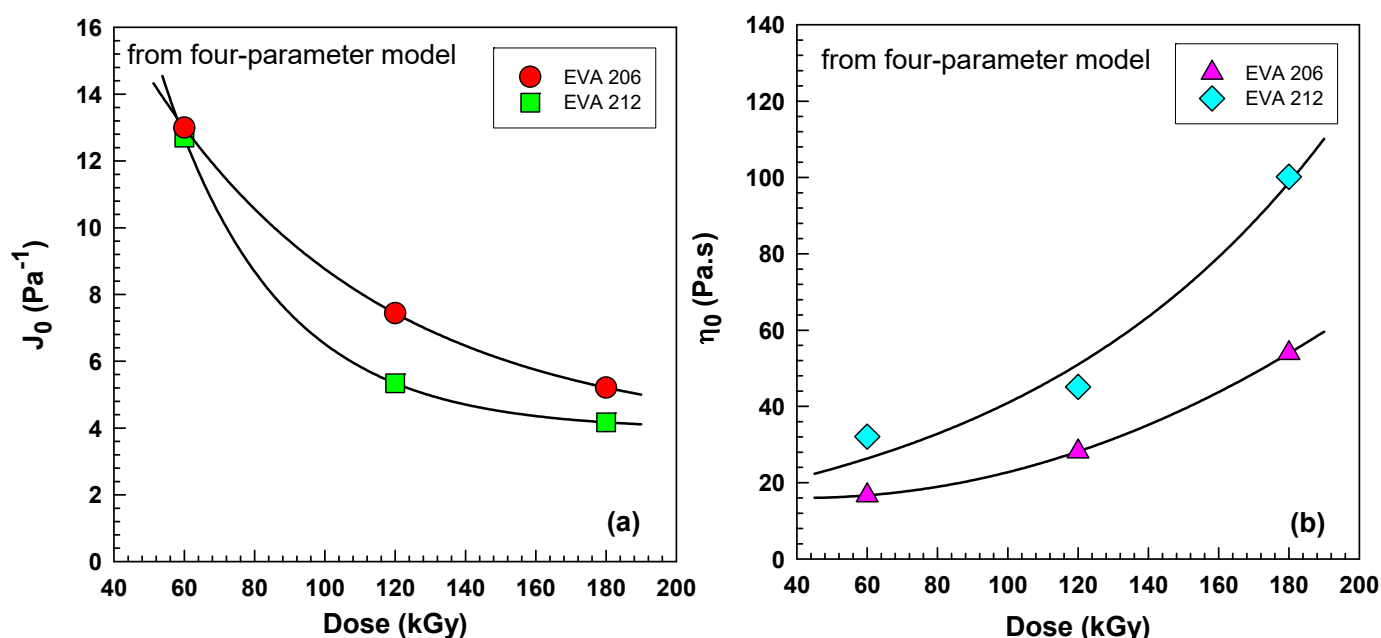 from four-parameter model
EVA 206
EVA 212
16
14
12
10
8
6
4
2
0
J0 (Pa-1)
40 60 80 100 120 140 160 180 200
Dose (kGy)
(a)
from four-parameter model
EVA 206
EVA 212
140
120
100
80
60
40
20
0
η0 (Pa.s)
40 60 80 100 120 140 160 180 200
Dose (kGy)
(b)